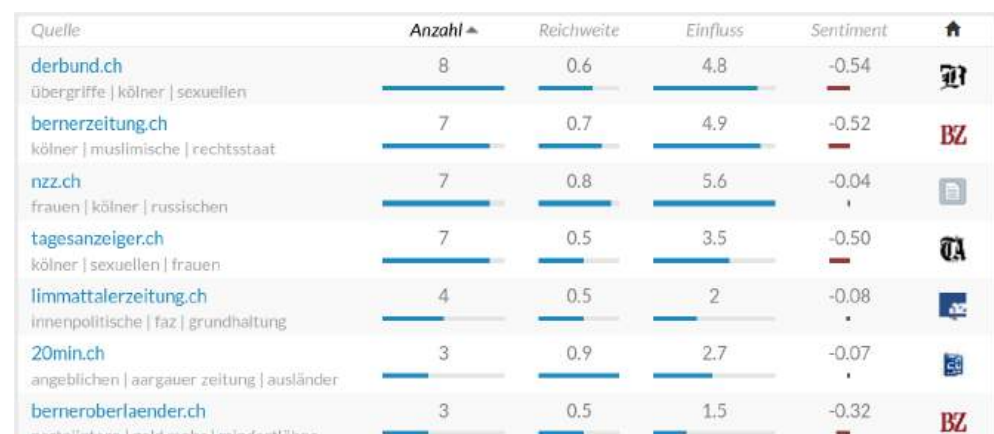 Quelle Anzahl Reichweite Einfluss Sentiment
derbund.ch 8 0.6 4.8 -0.54
übergriffe | kölner | sexuellen
bernerzeitung.ch 7 0.7 4.9 -0.52
BZ
kölner | muslimische | rechtsstaat
nzz.ch 7 0.8 5.6 -0.04
frauen | kölner | russischen
tagesanzeiger.ch 7 0.5 3.5 -0.50
TA
kölner | sexuellen | frauen
limmattalerzeitung.ch 4 0.5 2 -0.08
innenpolitische | faz | grundhaltung
20min.ch 3 0.9 2.7 -0.07
angeblichen | aargauer zeitung | ausländer
berneroberlaender.ch 3 0.5 1.5 -0.32
BZ